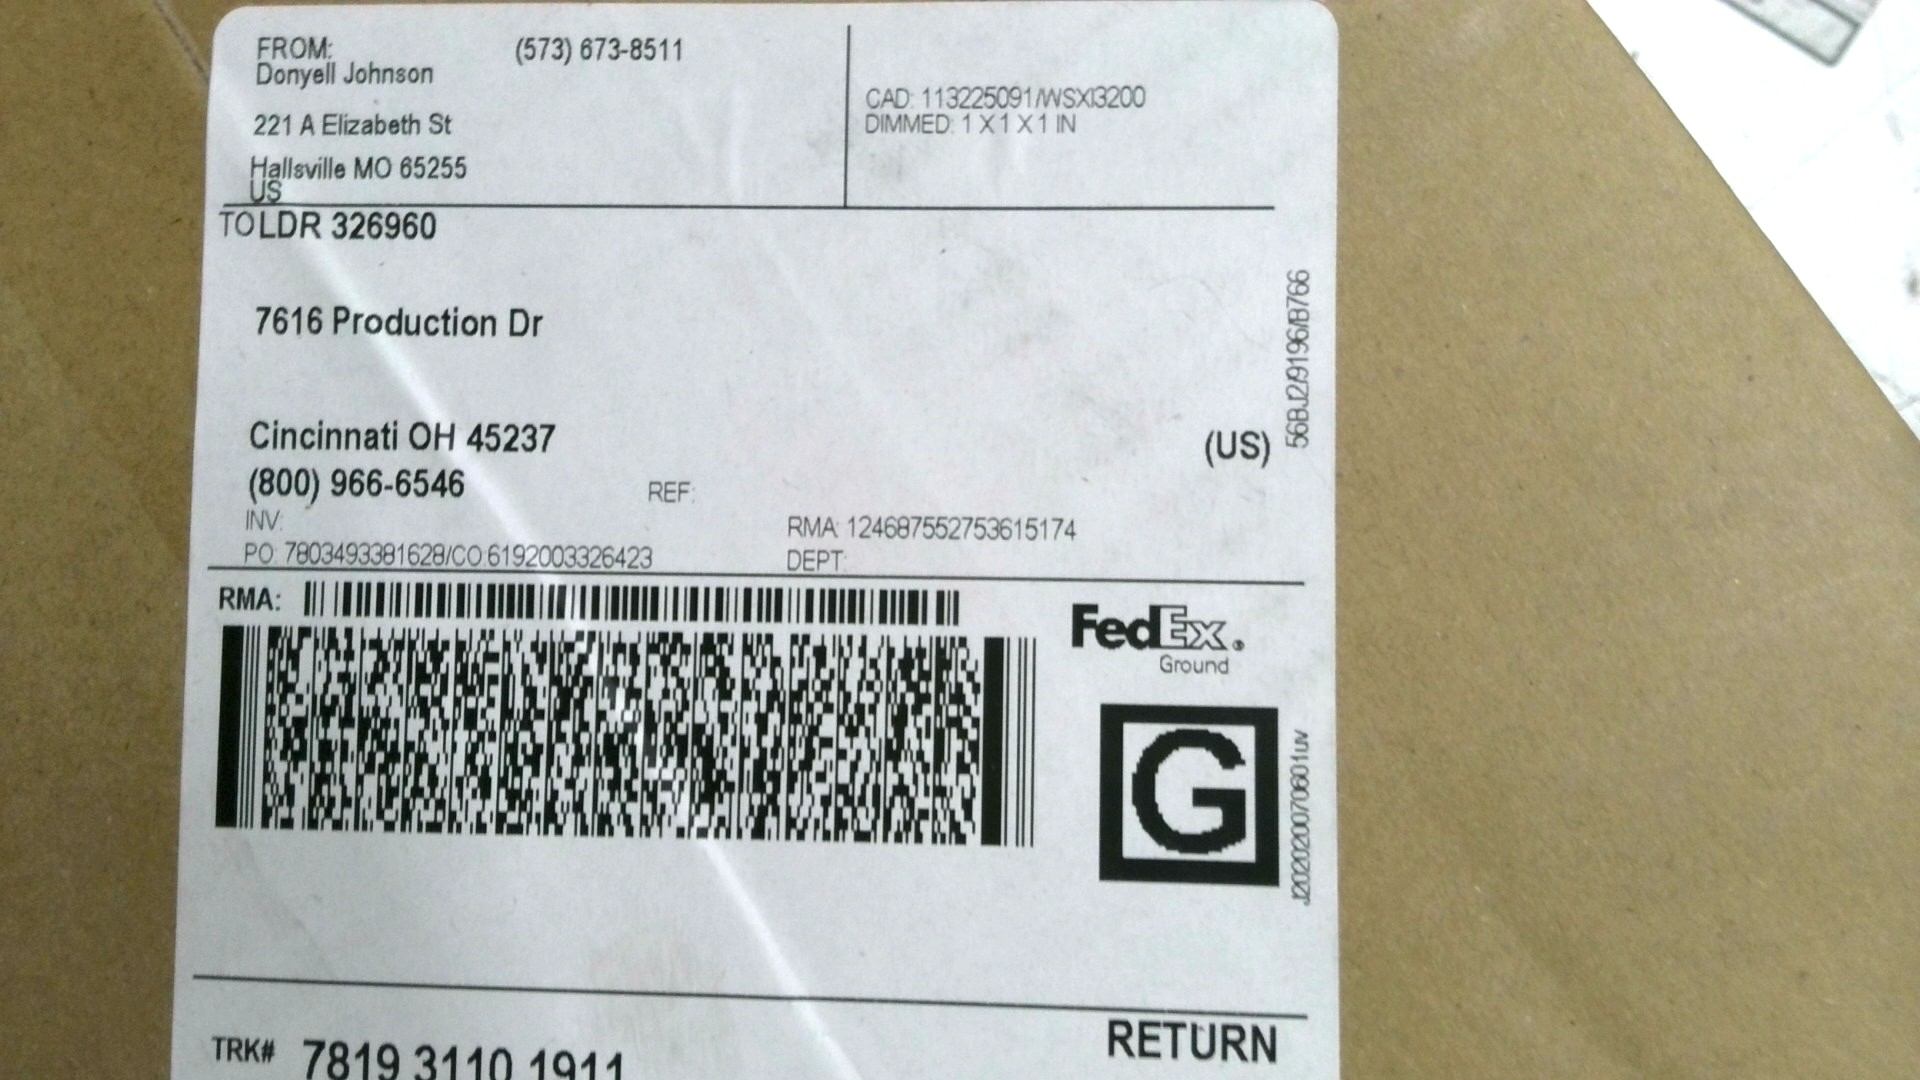 FROM: (573) 673-8511
Donyell Johnson
221 A Elizabeth St
Hallsville MO 65255
US
CAD: 113225091/WSXI3200
DIMMED: 1 X 1 X 1 IN
TO LDR 326960
7616 Production Dr
Cincinnati OH 45237
(US)
(800) 966-6546
REF:
INV:
RMA: 124687552753615174
PO: 7803493381628/CO:6192003326423
DEPT:
56BJ2/9196/B766
RMA:
FedEx®
Ground
G
J202020070601uv
RETURN
TRK# 7819 3110 1911